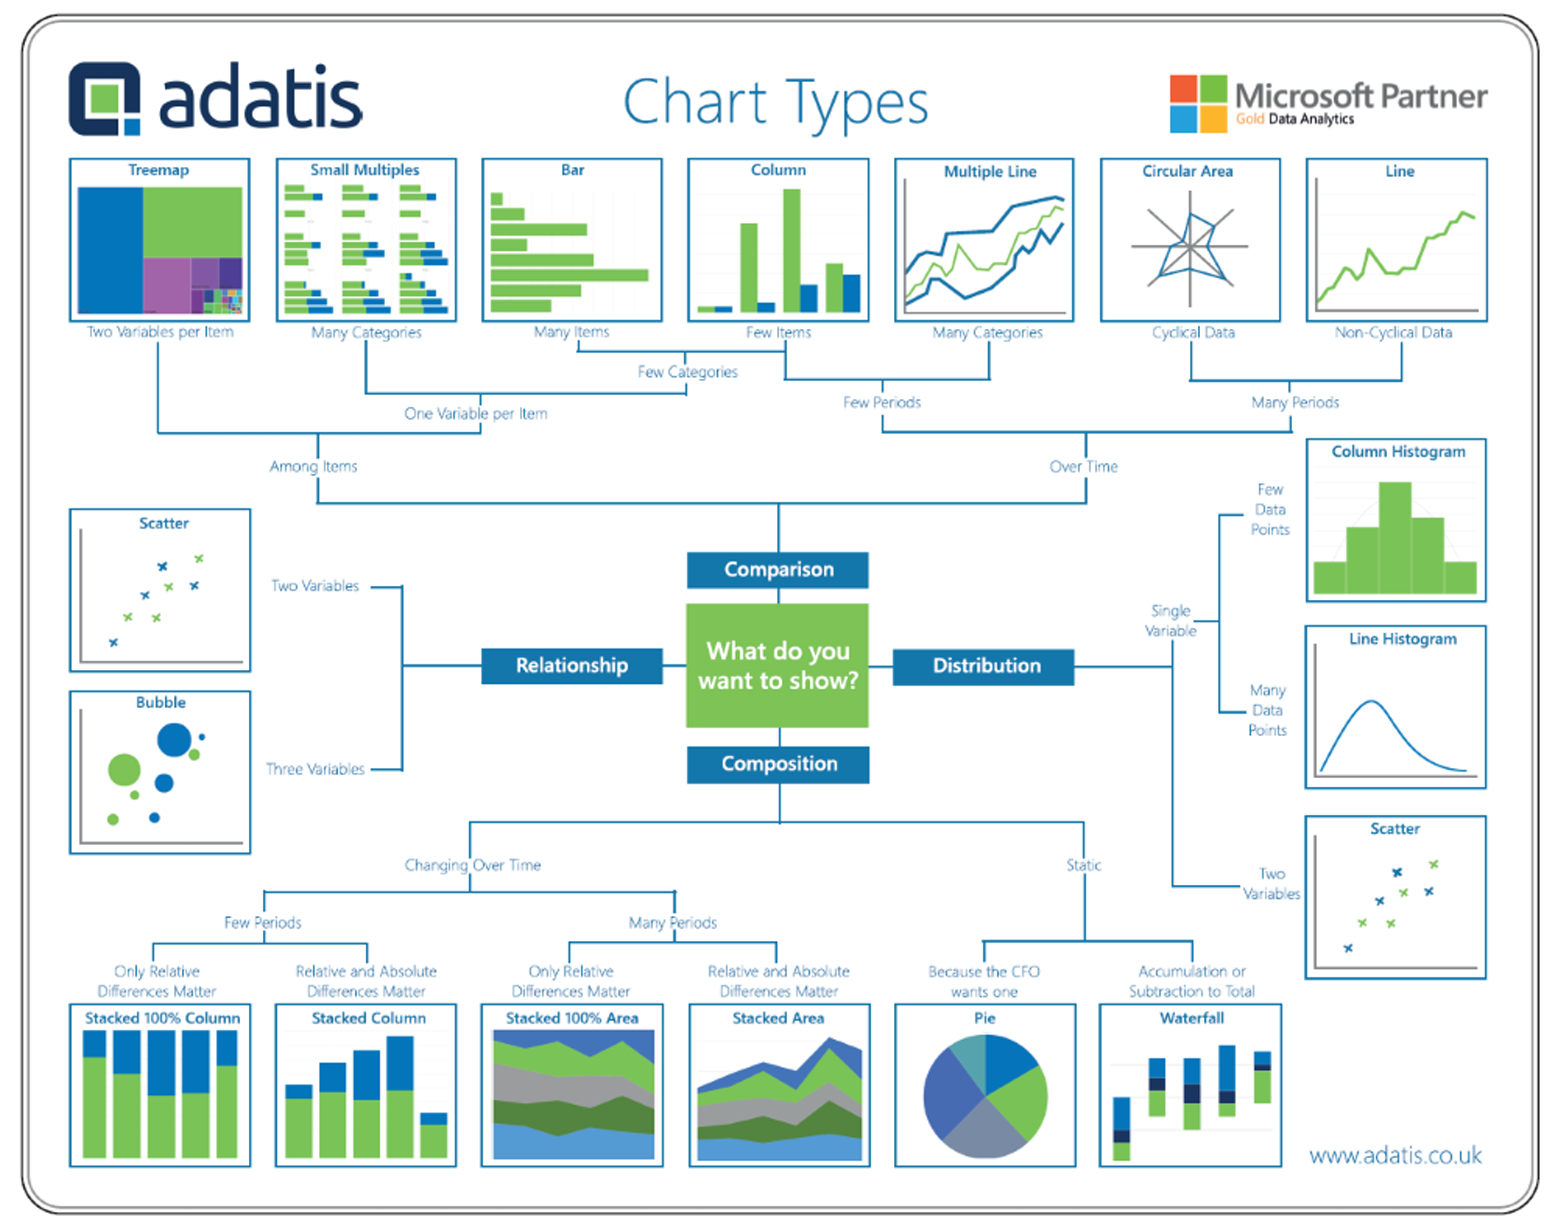 adatis
Chart Types
Microsoft Partner
Gold Data Analytics
Treemap
Small Multiples
Bar
Column
Multiple Line
Circular Area
Line
Two Variables per Item
Many Categories
Many Items
Few Items
Many Categories
Cyclical Data
Non-Cyclical Data
Few Categories
One Variable per Item
Few Periods
Many Periods
Among Items
Over Time
Column Histogram
Few
Data
Points
Scatter
Comparison
Two Variables
Single
Variable
Line Histogram
What do you
want to show?
Relationship
Distribution
Many
Data
Points
Bubble
Three Variables
Composition
Scatter
Changing Over Time
Static
Two
Variables
Few Periods
Many Periods
Only Relative
Differences Matter
Relative and Absolute
Differences Matter
Only Relative
Differences Matter
Relative and Absolute
Differences Matter
Because the CFO
wants one
Accumulation or
Subtraction to Total
Stacked 100% Column
Stacked Column
Stacked 100% Area
Stacked Area
Pie
Waterfall
www.adatis.co.uk